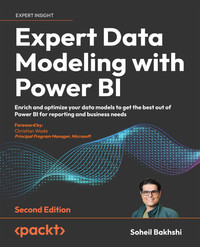 EXPERT INSIGHT
Expert Data
Modeling with
Power BI
Enrich and optimize your data models to get the best out of
Power BI for reporting and business needs
Foreword by:
Christian Wade
Principal Program Manager, Microsoft
Second Edition
<packt>
Soheil Bakhshi